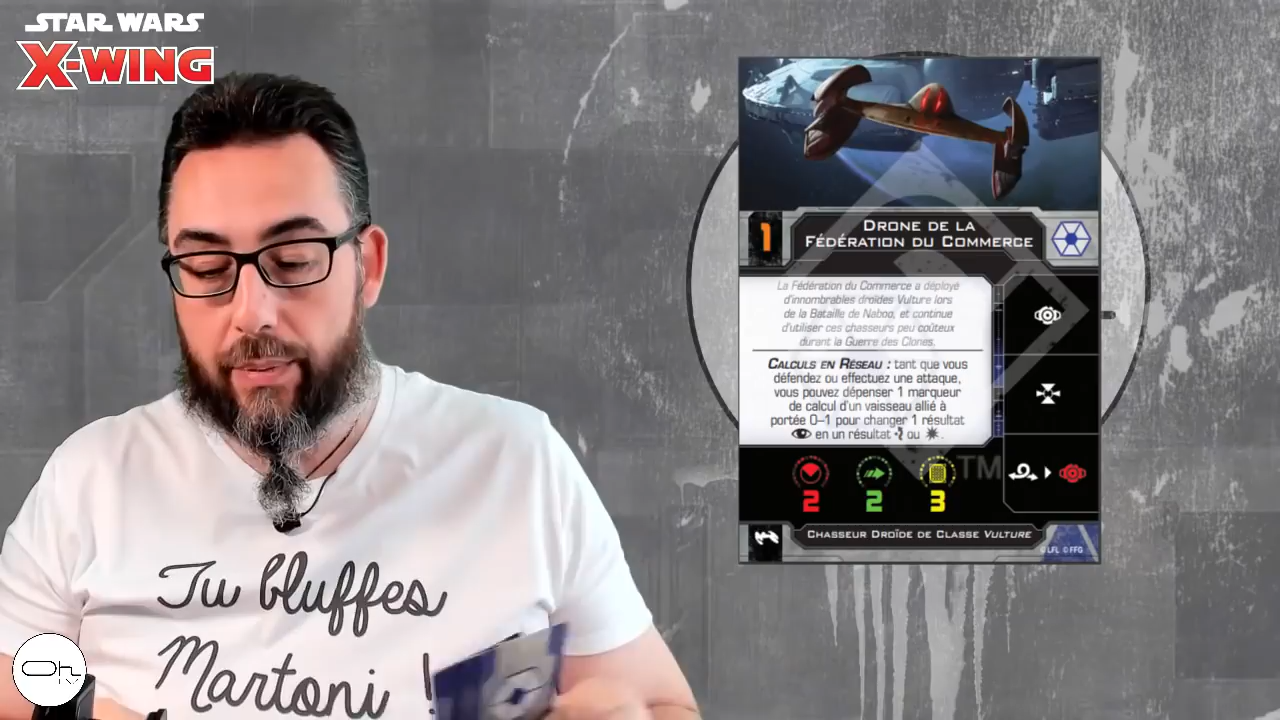 STAR WARS
X-WING
1
DRONE DE LA
FÉDÉRATION DU COMMERCE
La Fédération du Commerce a déployé
d'innombrables droïdes Vulture lors
de la Bataille de Naboo, et continue
d'utiliser ces chasseurs peu coûteux
durant la Guerre des Clones.
CALCULS EN RÉSEAU : tant que vous
défendez ou effectuez une attaque,
vous pouvez dépenser 1 marqueur
de calcul d'un vaisseau allié à
portée 0–1 pour changer 1 résultat
en un résultat ou .
TM
2 2 3
CHASSEUR DROÏDE DE CLASSE VULTURE
©LFL ©FFG
Tu bluffes
Martoni !
Oh